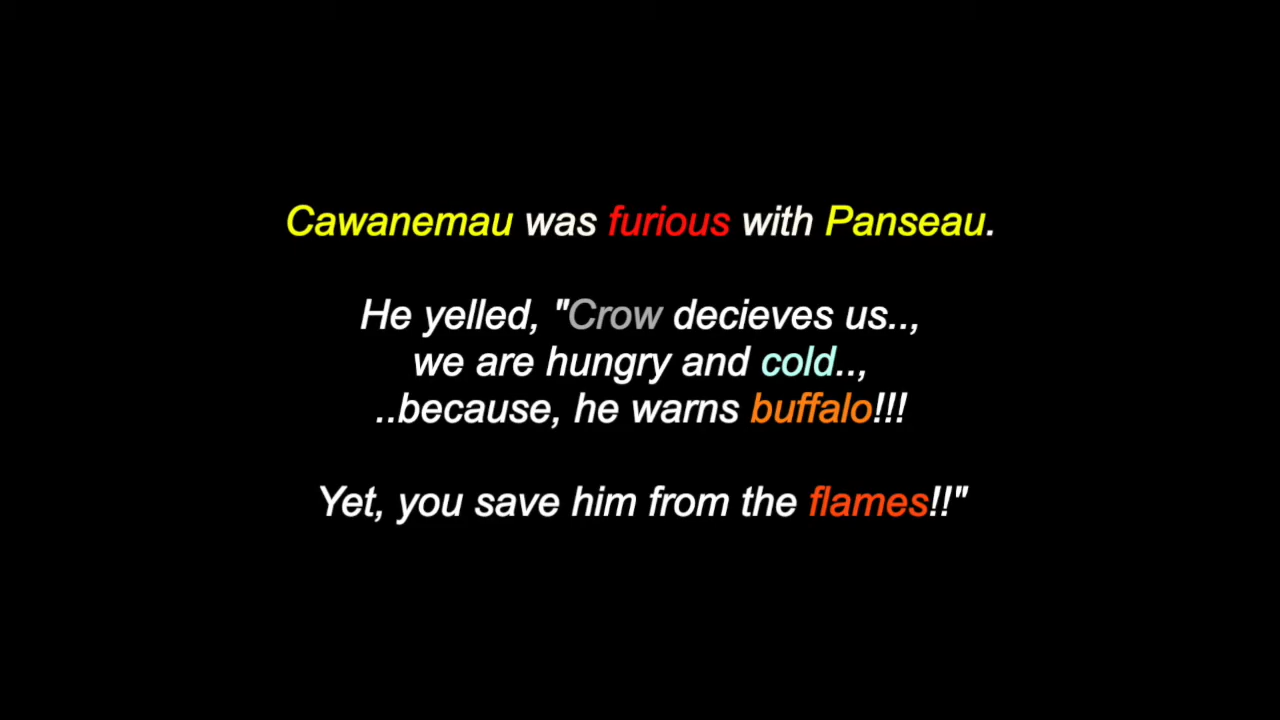 Cawanemau was furious with Panseau.
He yelled, "Crow decieves us..,
we are hungry and cold..,
..because, he warns buffalo!!!
Yet, you save him from the flames!!"